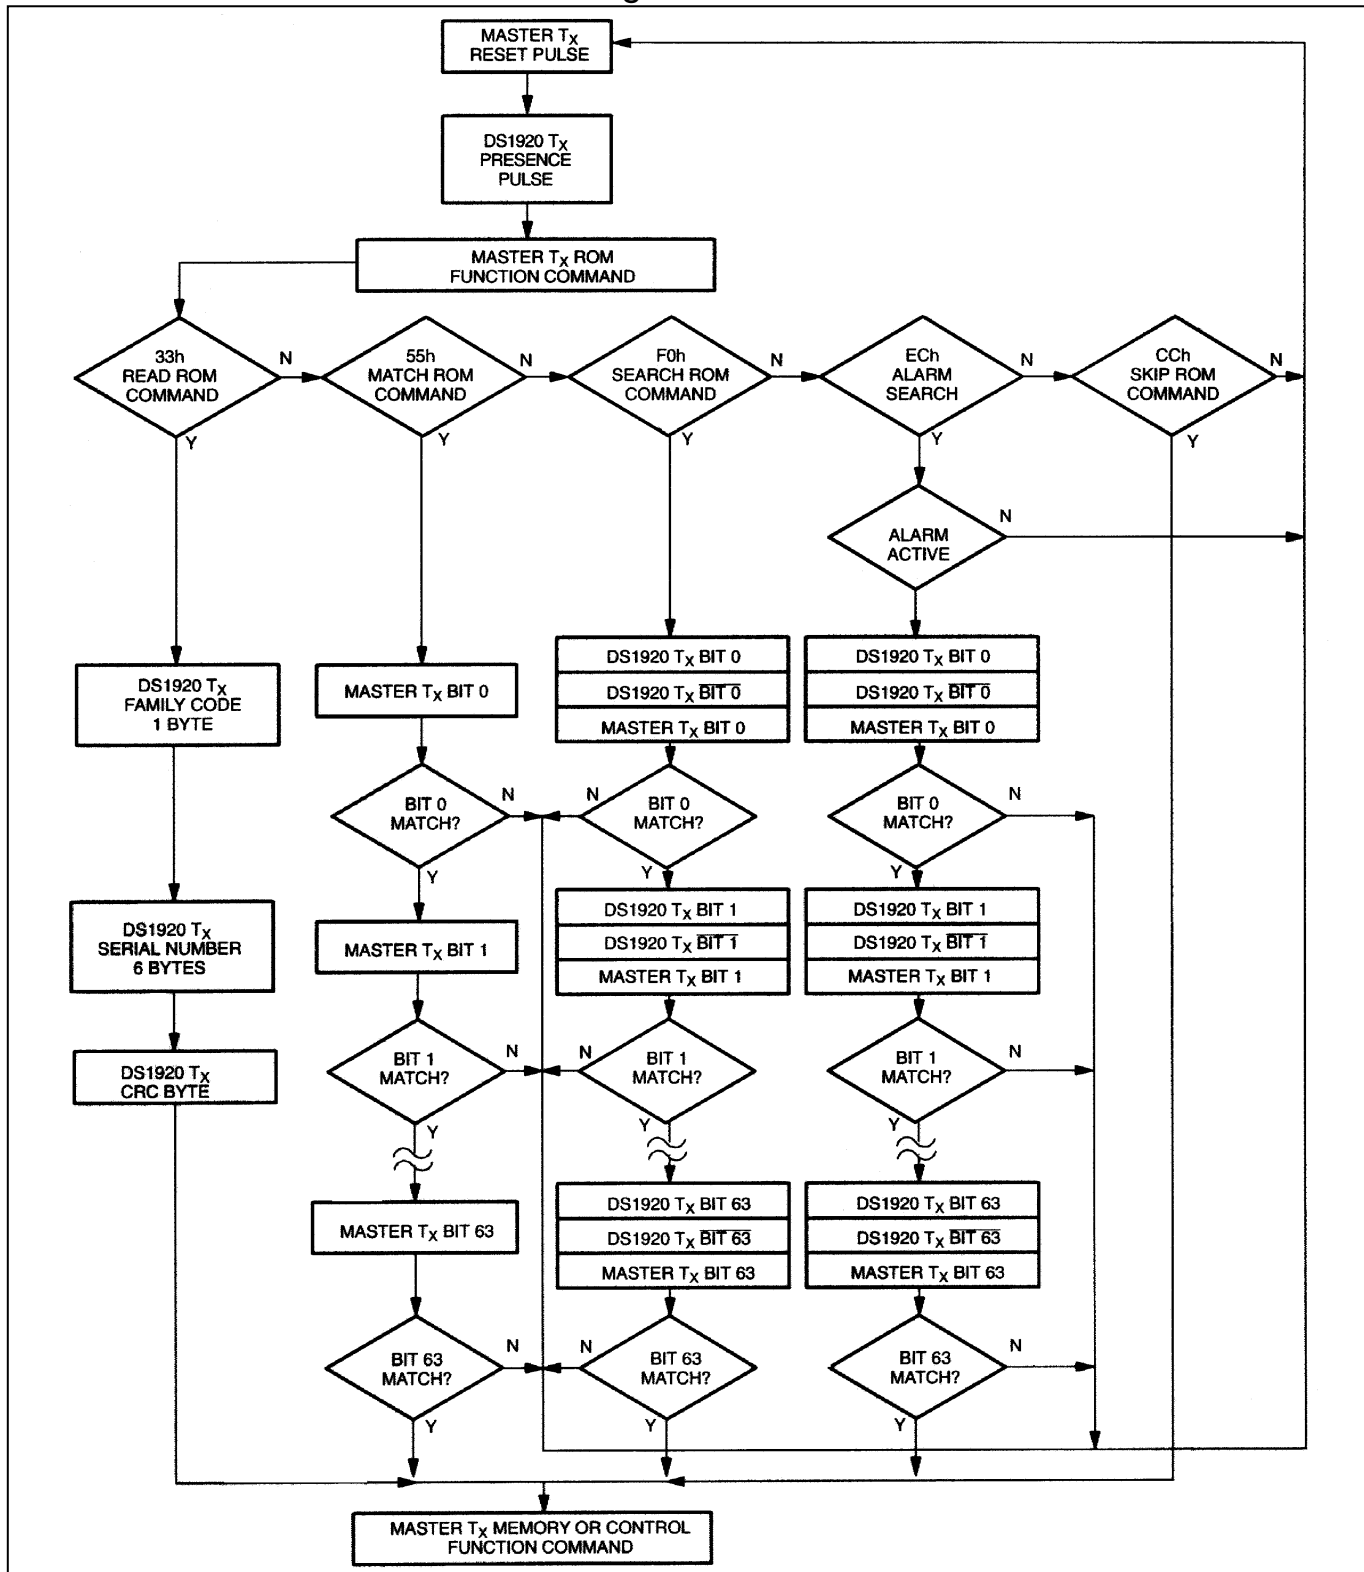 MASTER TX
RESET PULSE
DS1920 TX
PRESENCE
PULSE
MASTER TX ROM
FUNCTION COMMAND
33h
READ ROM
COMMAND
N
Y
55h
MATCH ROM
COMMAND
N
Y
F0h
SEARCH ROM
COMMAND
N
Y
ECh
ALARM
SEARCH
N
Y
CCh
SKIP ROM
COMMAND
N
Y
ALARM
ACTIVE
N
DS1920 TX
FAMILY CODE
1 BYTE
DS1920 TX
SERIAL NUMBER
6 BYTES
DS1920 TX
CRC BYTE
MASTER TX BIT 0
BIT 0
MATCH?
N
Y
MASTER TX BIT 1
BIT 1
MATCH?
N
Y
MASTER TX BIT 63
BIT 63
MATCH?
N
Y
DS1920 TX BIT 0
DS1920 TX BIT 0
MASTER TX BIT 0
BIT 0
MATCH?
N
Y
DS1920 TX BIT 1
DS1920 TX BIT 1
MASTER TX BIT 1
BIT 1
MATCH?
N
Y
DS1920 TX BIT 63
DS1920 TX BIT 63
MASTER TX BIT 63
BIT 63
MATCH?
N
Y
DS1920 TX BIT 0
DS1920 TX BIT 0
MASTER TX BIT 0
BIT 0
MATCH?
N
Y
DS1920 TX BIT 1
DS1920 TX BIT 1
MASTER TX BIT 1
BIT 1
MATCH?
N
Y
DS1920 TX BIT 63
DS1920 TX BIT 63
MASTER TX BIT 63
BIT 63
MATCH?
N
Y
MASTER TX MEMORY OR CONTROL
FUNCTION COMMAND